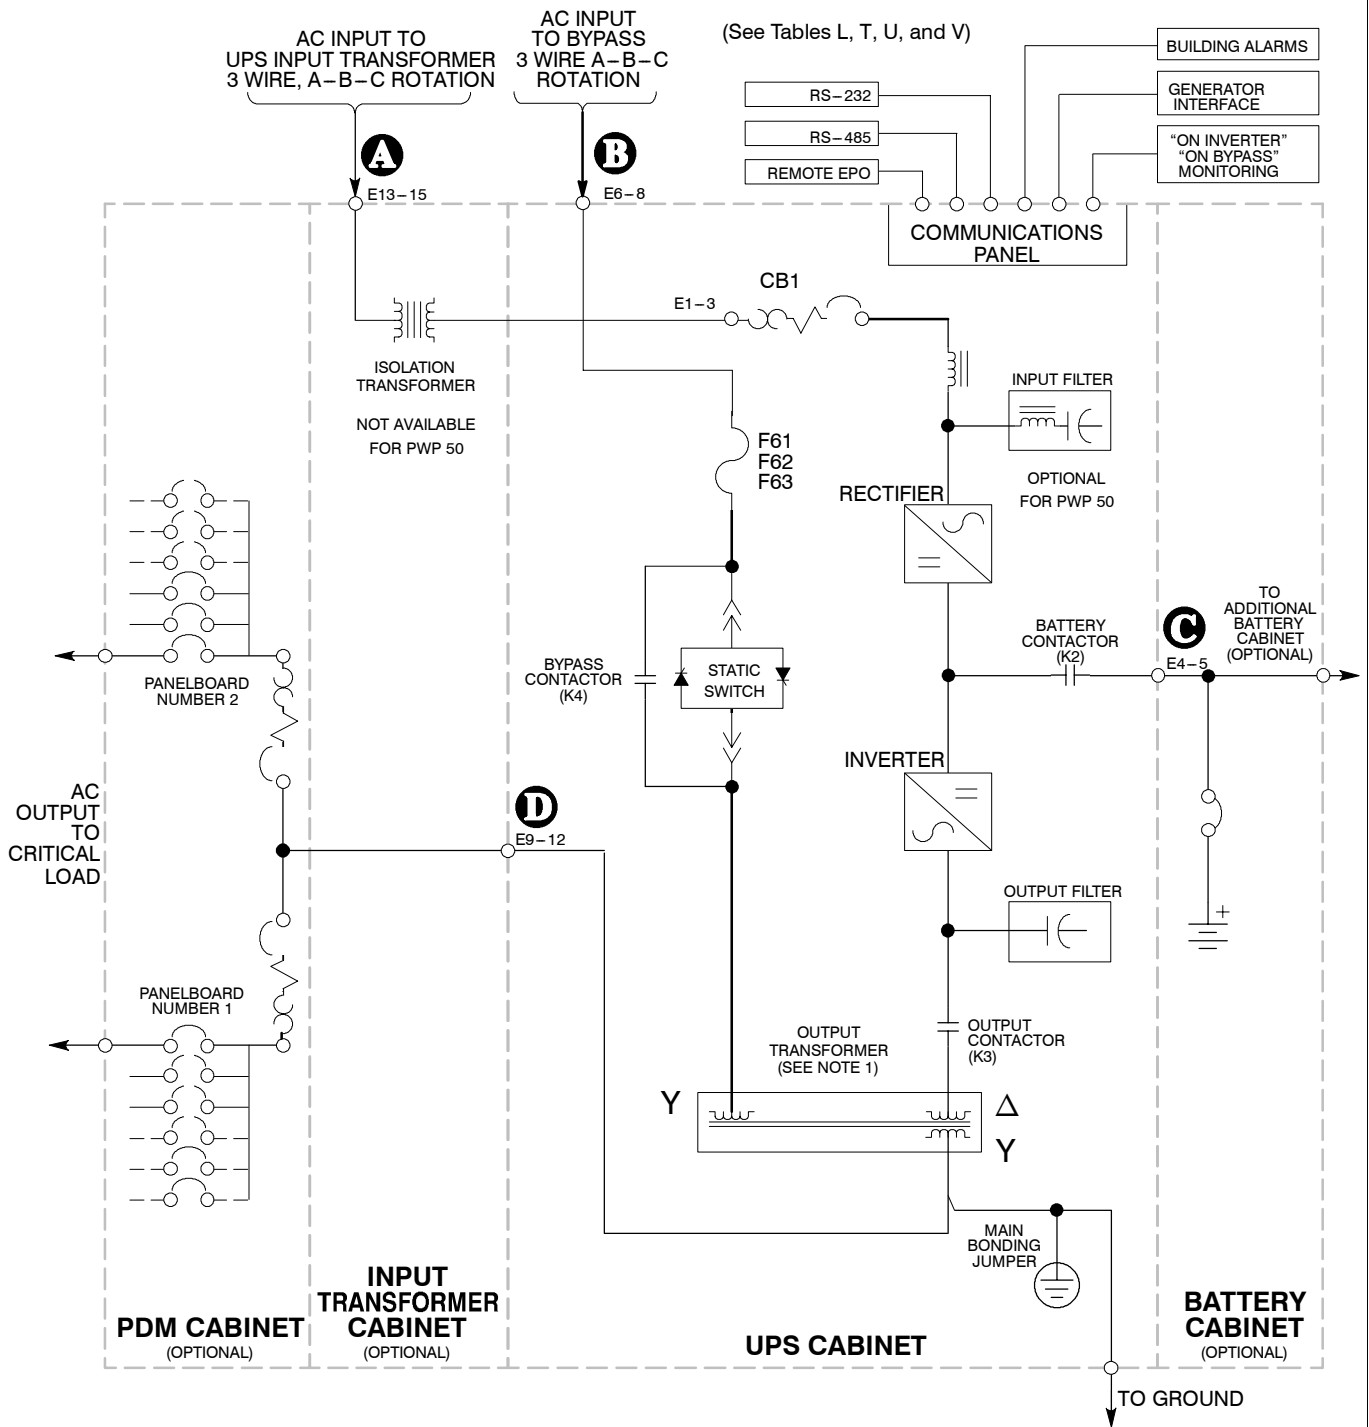 AC INPUT TO
UPS INPUT TRANSFORMER
3 WIRE, A–B–C ROTATION
AC INPUT
TO BYPASS
3 WIRE A–B–C
ROTATION
(See Tables L, T, U, and V)
RS–232
RS–485
REMOTE EPO
BUILDING ALARMS
GENERATOR
INTERFACE
“ON INVERTER”
“ON BYPASS”
MONITORING
A
E13–15
B
E6–8
COMMUNICATIONS
PANEL
CB1
E1–3
ISOLATION
TRANSFORMER
NOT AVAILABLE
FOR PWP 50
INPUT FILTER
OPTIONAL
FOR PWP 50
F61
F62
F63
RECTIFIER
BATTERY
CONTACTOR
(K2)
C
E4–5
TO
ADDITIONAL
BATTERY
CABINET
(OPTIONAL)
BYPASS
CONTACTOR
(K4)
STATIC
SWITCH
PANELBOARD
NUMBER 2
INVERTER
AC
OUTPUT
TO
CRITICAL
LOAD
D
E9–12
OUTPUT FILTER
+
PANELBOARD
NUMBER 1
OUTPUT
TRANSFORMER
(SEE NOTE 1)
OUTPUT
CONTACTOR
(K3)
Y
Δ
Y
MAIN
BONDING
JUMPER
PDM CABINET
(OPTIONAL)
INPUT
TRANSFORMER
CABINET
(OPTIONAL)
UPS CABINET
BATTERY
CABINET
(OPTIONAL)
TO GROUND